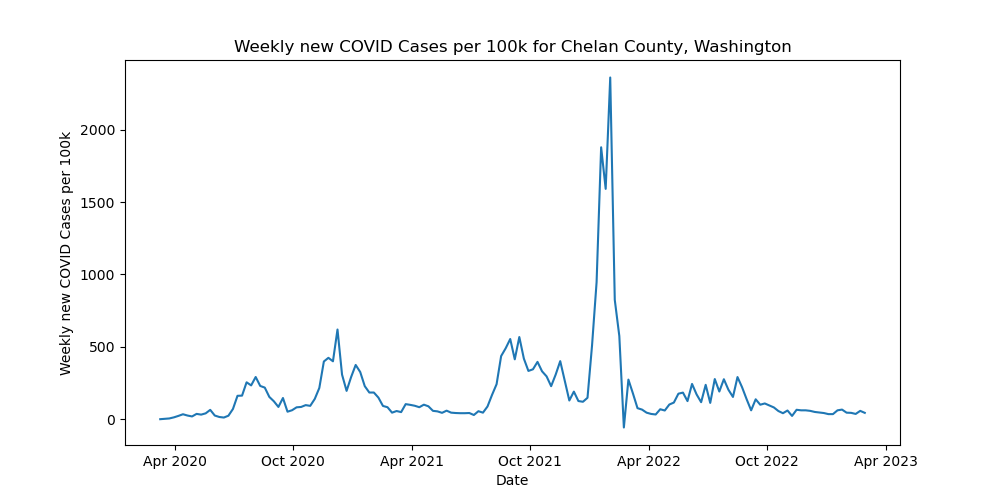 Weekly new COVID Cases per 100k for Chelan County, Washington
Weekly new COVID Cases per 100k
2000
1500
1000
500
0
Apr 2020 Oct 2020 Apr 2021 Oct 2021 Apr 2022 Oct 2022 Apr 2023
Date